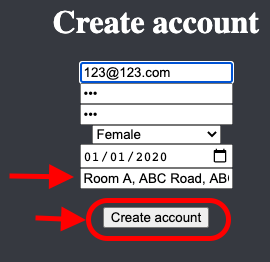 Create account
123@123.com
•••
•••
Female
01/01/2020
Room A, ABC Road, AB
Create account